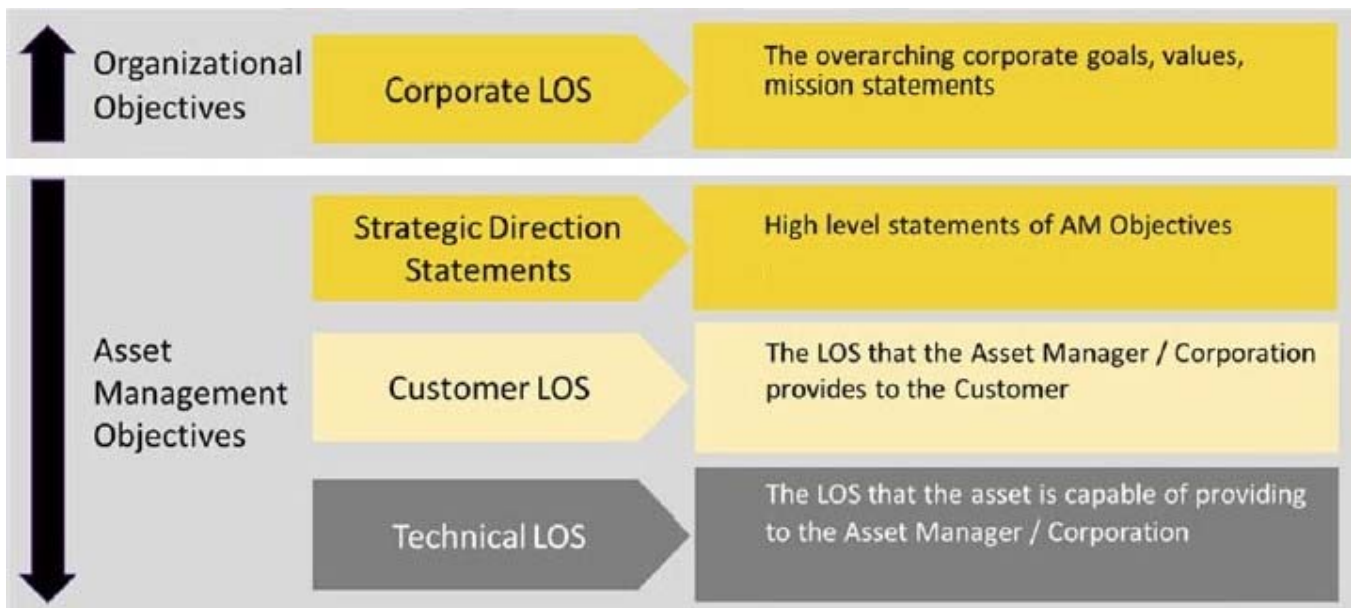 Organizational
Objectives
Corporate LOS
The overarching corporate goals, values,
mission statements
Strategic Direction
Statements
High level statements of AM Objectives
Asset
Management
Objectives
Customer LOS
The LOS that the Asset Manager / Corporation
provides to the Customer
Technical LOS
The LOS that the asset is capable of providing
to the Asset Manager / Corporation